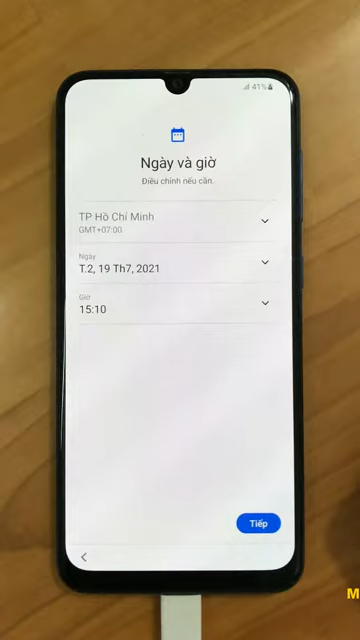 41%
Ngày và giờ
Điều chỉnh nếu cần.
TP Hồ Chí Minh
GMT+07:00
Ngày
T.2, 19 Th7, 2021
Giờ
15:10
Tiếp
M